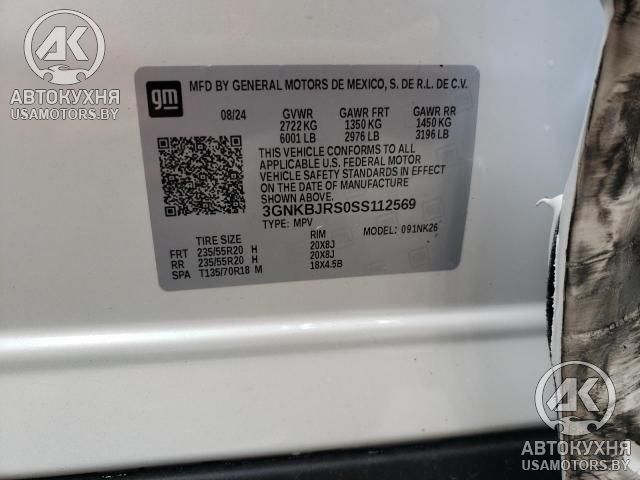 АВТОКУХНЯ
USAMOTORS.BY
gm
MFD BY GENERAL MOTORS DE MEXICO, S. DE R.L. DE C.V.
08/24 GVWR GAWR FRT GAWR RR
2722 KG 1350 KG 1450 KG
6001 LB 2976 LB 3196 LB
THIS VEHICLE CONFORMS TO ALL
APPLICABLE U.S. FEDERAL MOTOR
VEHICLE SAFETY STANDARDS IN EFFECT
ON THE DATE OF MANUFACTURE
SHOWN ABOVE.
3GNKBJRS0SS112569
TYPE: MPV MODEL: 091NK26
TIRE SIZE RIM
FRT 235/55R20 H 20X8J
RR 235/55R20 H 20X8J
SPA T135/70R18 M 18X4.5B
АВТОКУХНЯ
USAMOTORS.BY